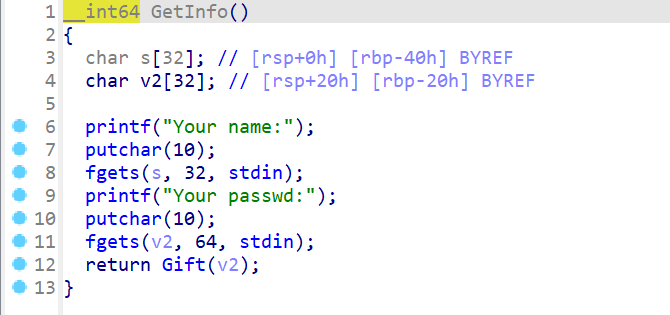 1 __int64 GetInfo()
2 {
3 char s[32]; // [rsp+0h] [rbp-40h] BYREF
4 char v2[32]; // [rsp+20h] [rbp-20h] BYREF
5
6 printf("Your name:");
7 putchar(10);
8 fgets(s, 32, stdin);
9 printf("Your passwd:");
10 putchar(10);
11 fgets(v2, 64, stdin);
12 return Gift(v2);
13 }